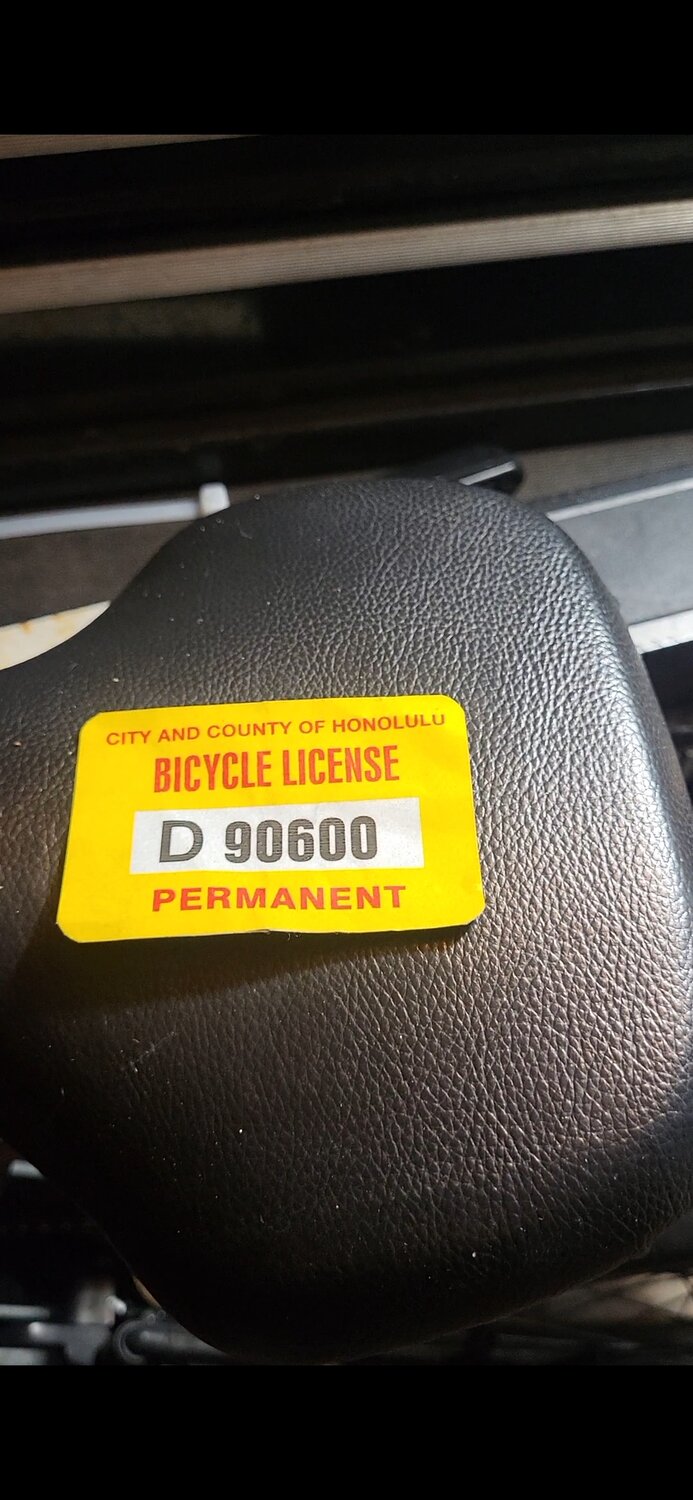 CITY AND COUNTY OF HONOLULU
BICYCLE LICENSE
D 90600
PERMANENT